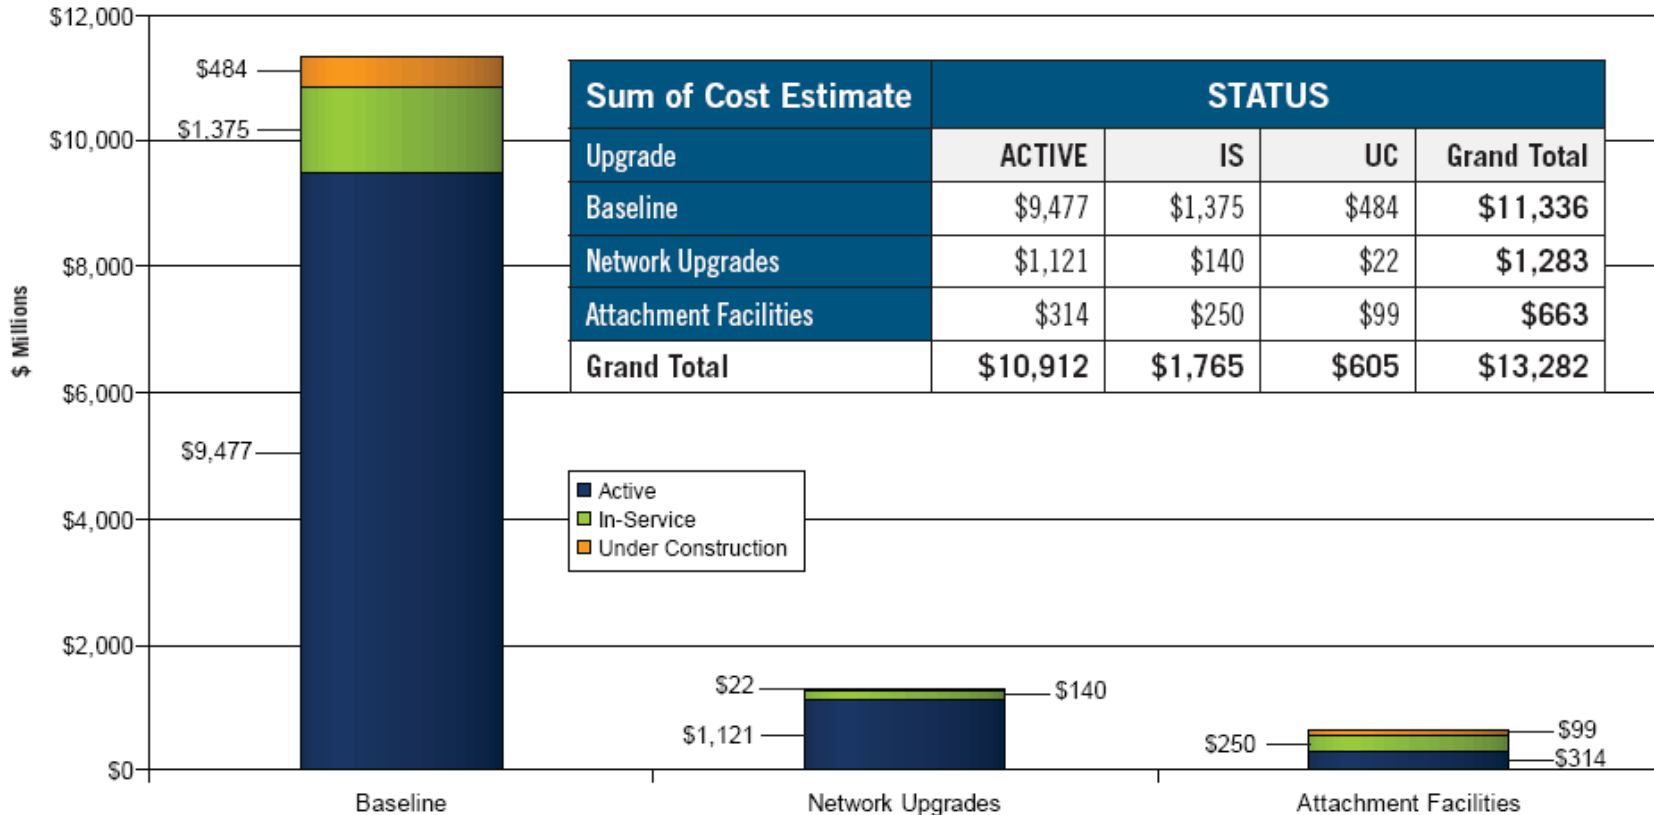 $12,000
$10,000
$8,000
$6,000
$4,000
$2,000
$0
$ Millions
$484
$1,375
$9,477
Sum of Cost Estimate STATUS
Upgrade ACTIVE IS UC Grand Total
Baseline $9,477 $1,375 $484 $11,336
Network Upgrades $1,121 $140 $22 $1,283
Attachment Facilities $314 $250 $99 $663
Grand Total $10,912 $1,765 $605 $13,282
Active
In-Service
Under Construction
$22
$140
$1,121
$250
$99
$314
Baseline Network Upgrades Attachment Facilities